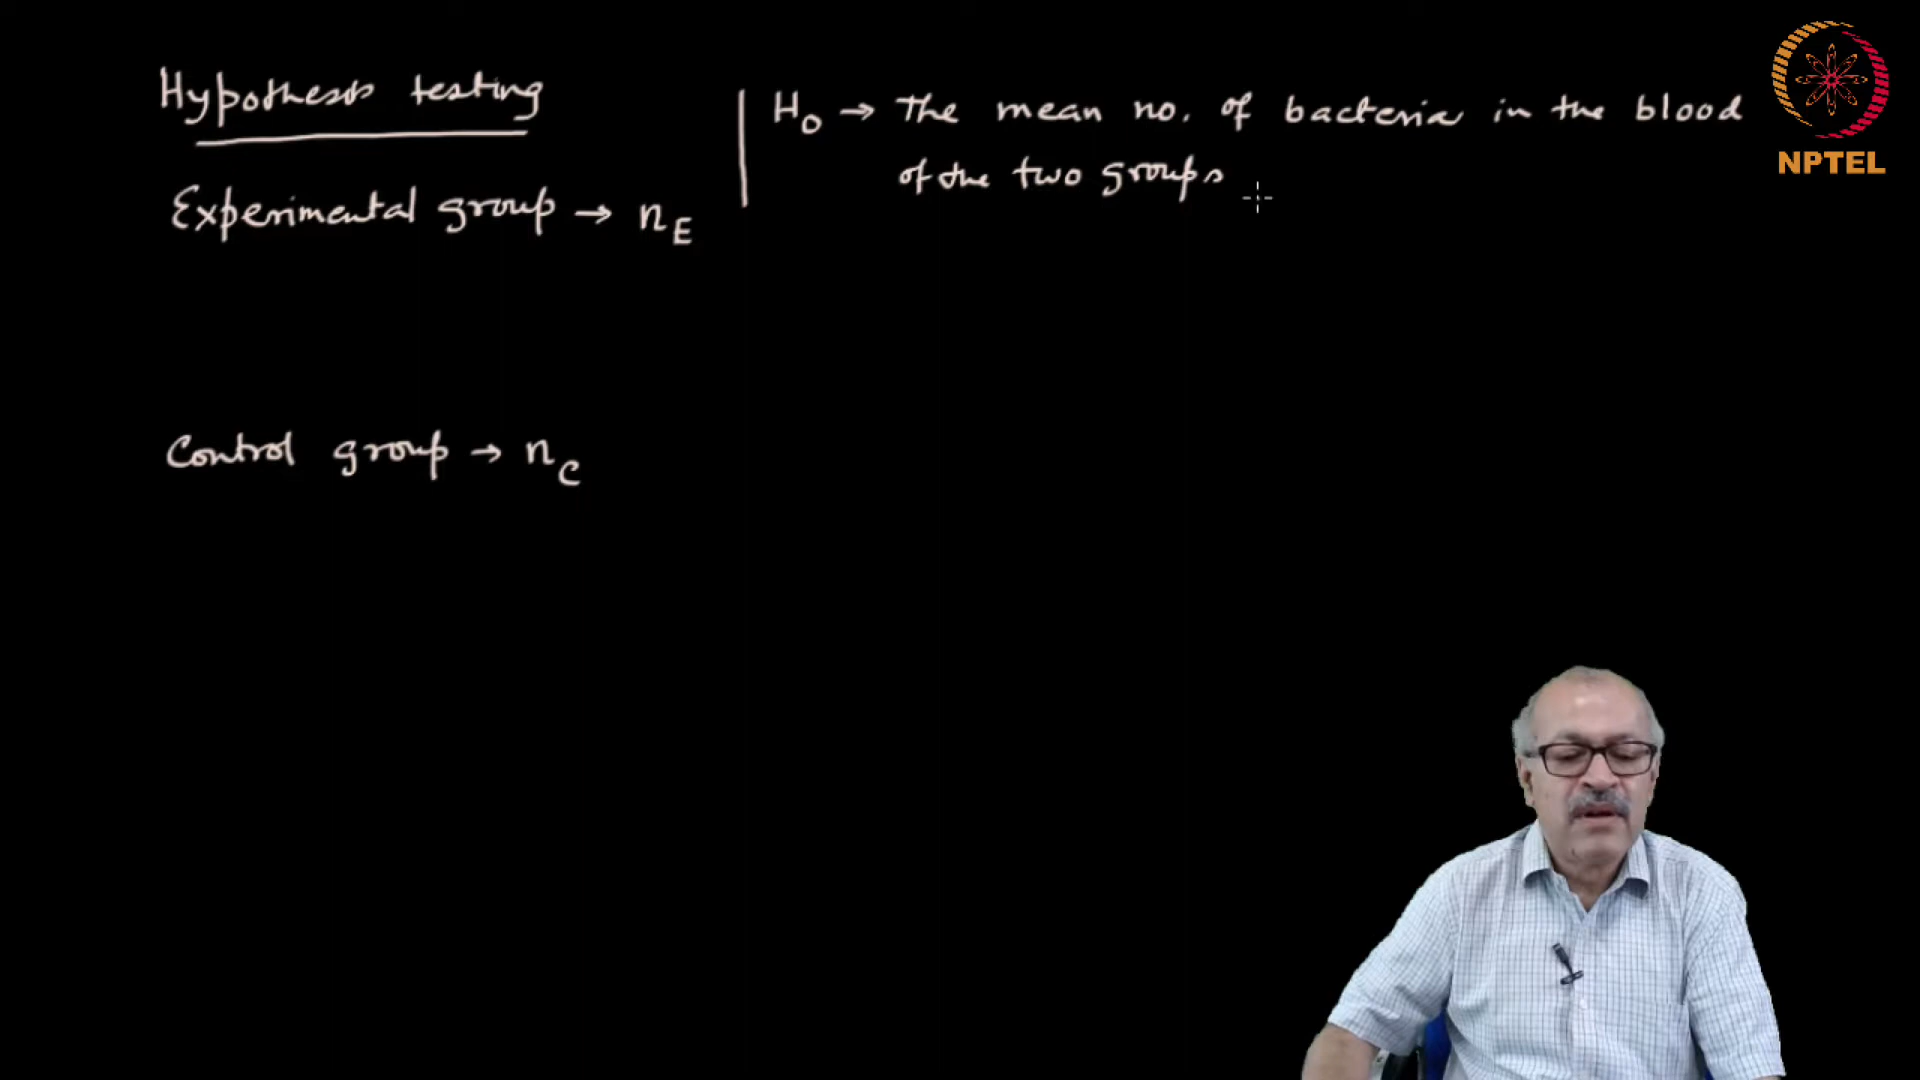 Hypothesis testing
Experimental group → n_E
Control group → n_C
H₀ → The mean no. of bacteria in the blood
of the two groups
NPTEL